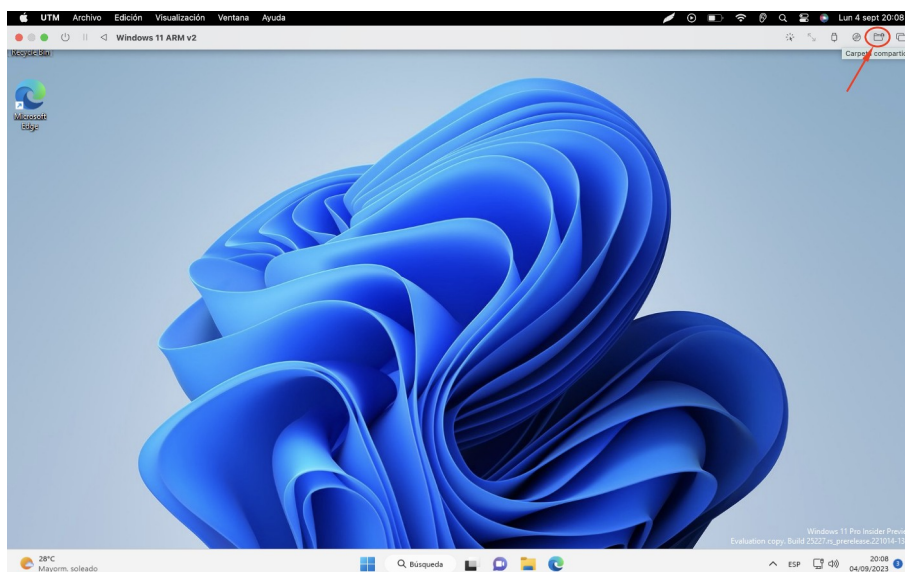 UTM Archivo Edición Visualización Ventana Ayuda Lun 4 sept 20:08
Windows 11 ARM v2
Carpeta compartid
Recycle Bin
Microsoft
Edge
Windows 11 Pro Insider Previe
Evaluation copy. Build 25227.rs_prerelease.221014-13
28°C
Mayorm. soleado
Búsqueda
ESP
20:08
04/09/2023